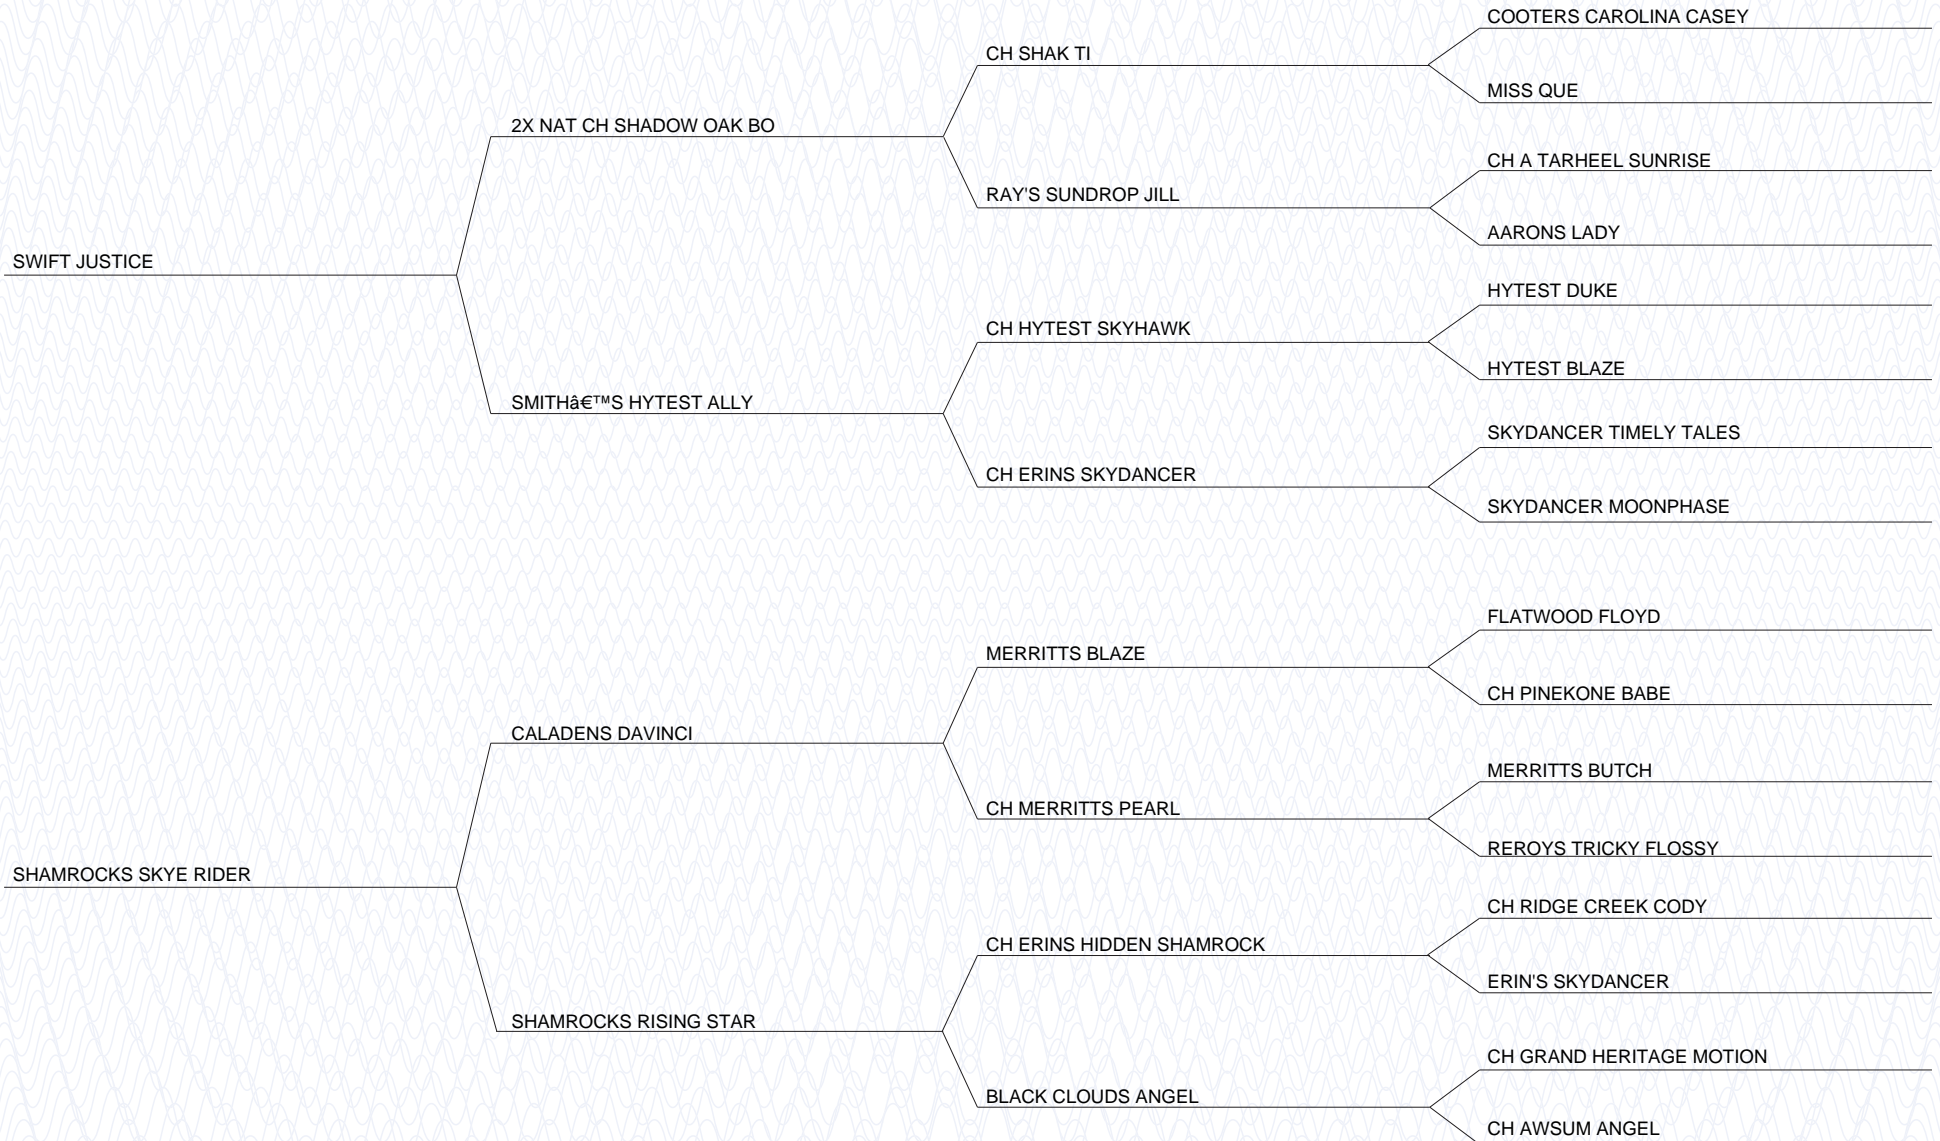 COOTERS CAROLINA CASEY
CH SHAK TI
MISS QUE
2X NAT CH SHADOW OAK BO
CH A TARHEEL SUNRISE
RAY'S SUNDROP JILL
AARONS LADY
SWIFT JUSTICE
HYTEST DUKE
CH HYTEST SKYHAWK
HYTEST BLAZE
SMITHâ€™S HYTEST ALLY
SKYDANCER TIMELY TALES
CH ERINS SKYDANCER
SKYDANCER MOONPHASE
FLATWOOD FLOYD
MERRITTS BLAZE
CH PINEKONE BABE
CALADENS DAVINCI
MERRITTS BUTCH
CH MERRITTS PEARL
REROYS TRICKY FLOSSY
SHAMROCKS SKYE RIDER
CH RIDGE CREEK CODY
CH ERINS HIDDEN SHAMROCK
ERIN'S SKYDANCER
SHAMROCKS RISING STAR
CH GRAND HERITAGE MOTION
BLACK CLOUDS ANGEL
CH AWSUM ANGEL